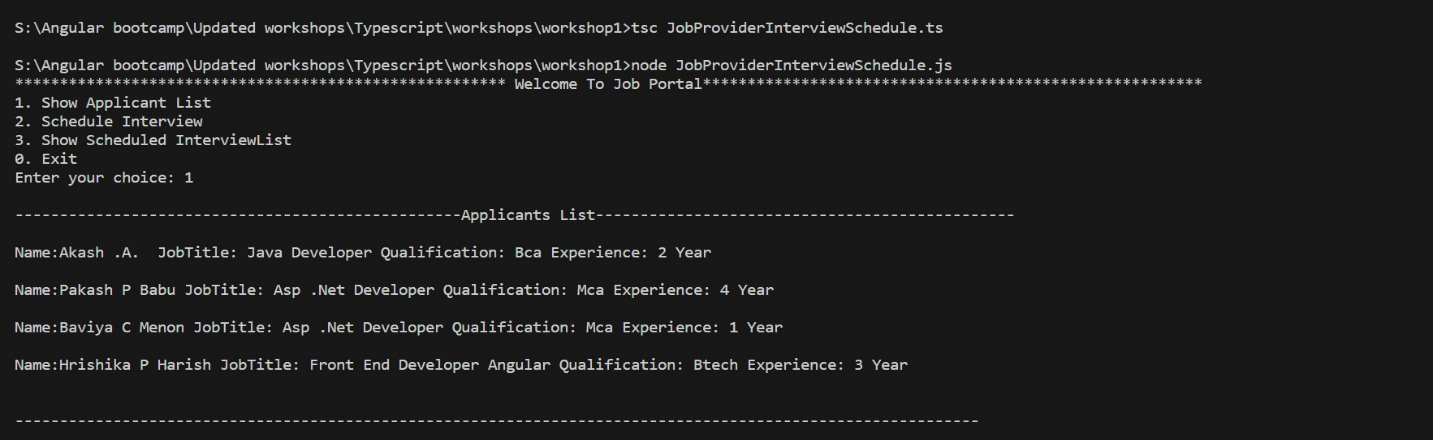 S:\Angular bootcamp\Updated workshops\Typescript\workshops\workshop1>tsc JobProviderInterviewSchedule.ts
S:\Angular bootcamp\Updated workshops\Typescript\workshops\workshop1>node JobProviderInterviewSchedule.js
******************************************************* Welcome To Job Portal********************************************************
1. Show Applicant List
2. Schedule Interview
3. Show Scheduled InterviewList
0. Exit
Enter your choice: 1
--------------------------------------------------Applicants List-----------------------------------------------
Name:Akash .A.  JobTitle: Java Developer Qualification: Bca Experience: 2 Year
Name:Pakash P Babu JobTitle: Asp .Net Developer Qualification: Mca Experience: 4 Year
Name:Baviya C Menon JobTitle: Asp .Net Developer Qualification: Mca Experience: 1 Year
Name:Hrishika P Harish JobTitle: Front End Developer Angular Qualification: Btech Experience: 3 Year
------------------------------------------------------------------------------------------------------------